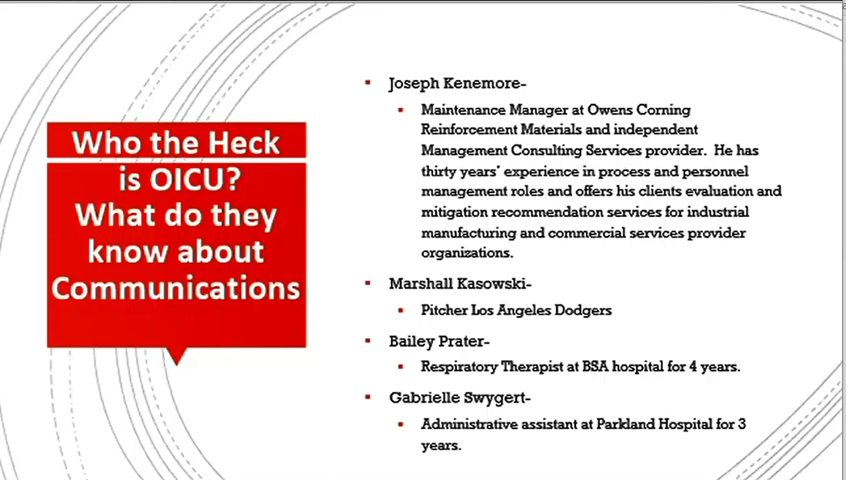 Who the Heck
is OICU?
What do they
know about
Communications
Joseph Kenemore-
Maintenance Manager at Owens Corning
Reinforcement Materials and independent
Management Consulting Services provider. He has
thirty years' experience in process and personnel
management roles and offers his clients evaluation and
mitigation recommendation services for industrial
manufacturing and commercial services provider
organizations.
Marshall Kasowski-
Pitcher Los Angeles Dodgers
Bailey Prater-
Respiratory Therapist at BSA hospital for 4 years.
Gabrielle Swygert-
Administrative assistant at Parkland Hospital for 3
years.